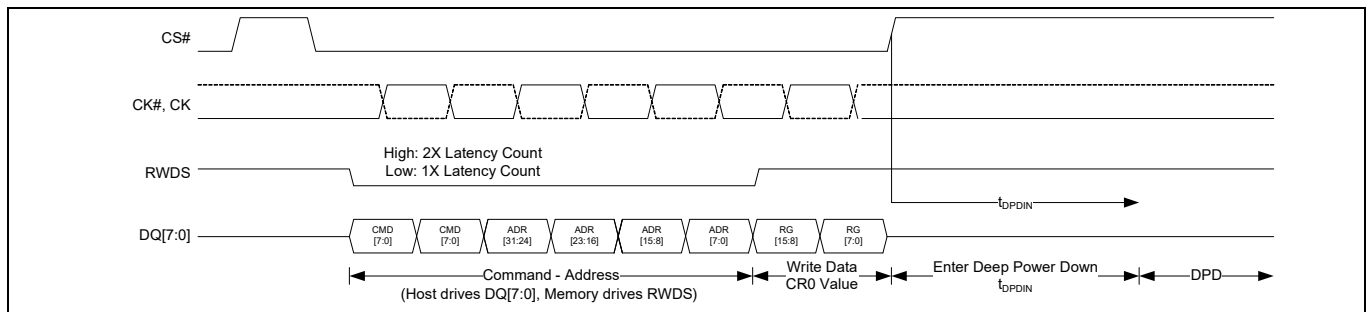 CS#
CK#, CK
High: 2X Latency Count
Low: 1X Latency Count
RWDS
tDPDIN
DQ[7:0]
CMD [7:0]
CMD [7:0]
ADR [31:24]
ADR [23:16]
ADR [15:8]
ADR [7:0]
RG [15:8]
RG [7:0]
Command - Address
(Host drives DQ[7:0], Memory drives RWDS)
Write Data
CR0 Value
Enter Deep Power Down
tDPDIN
DPD